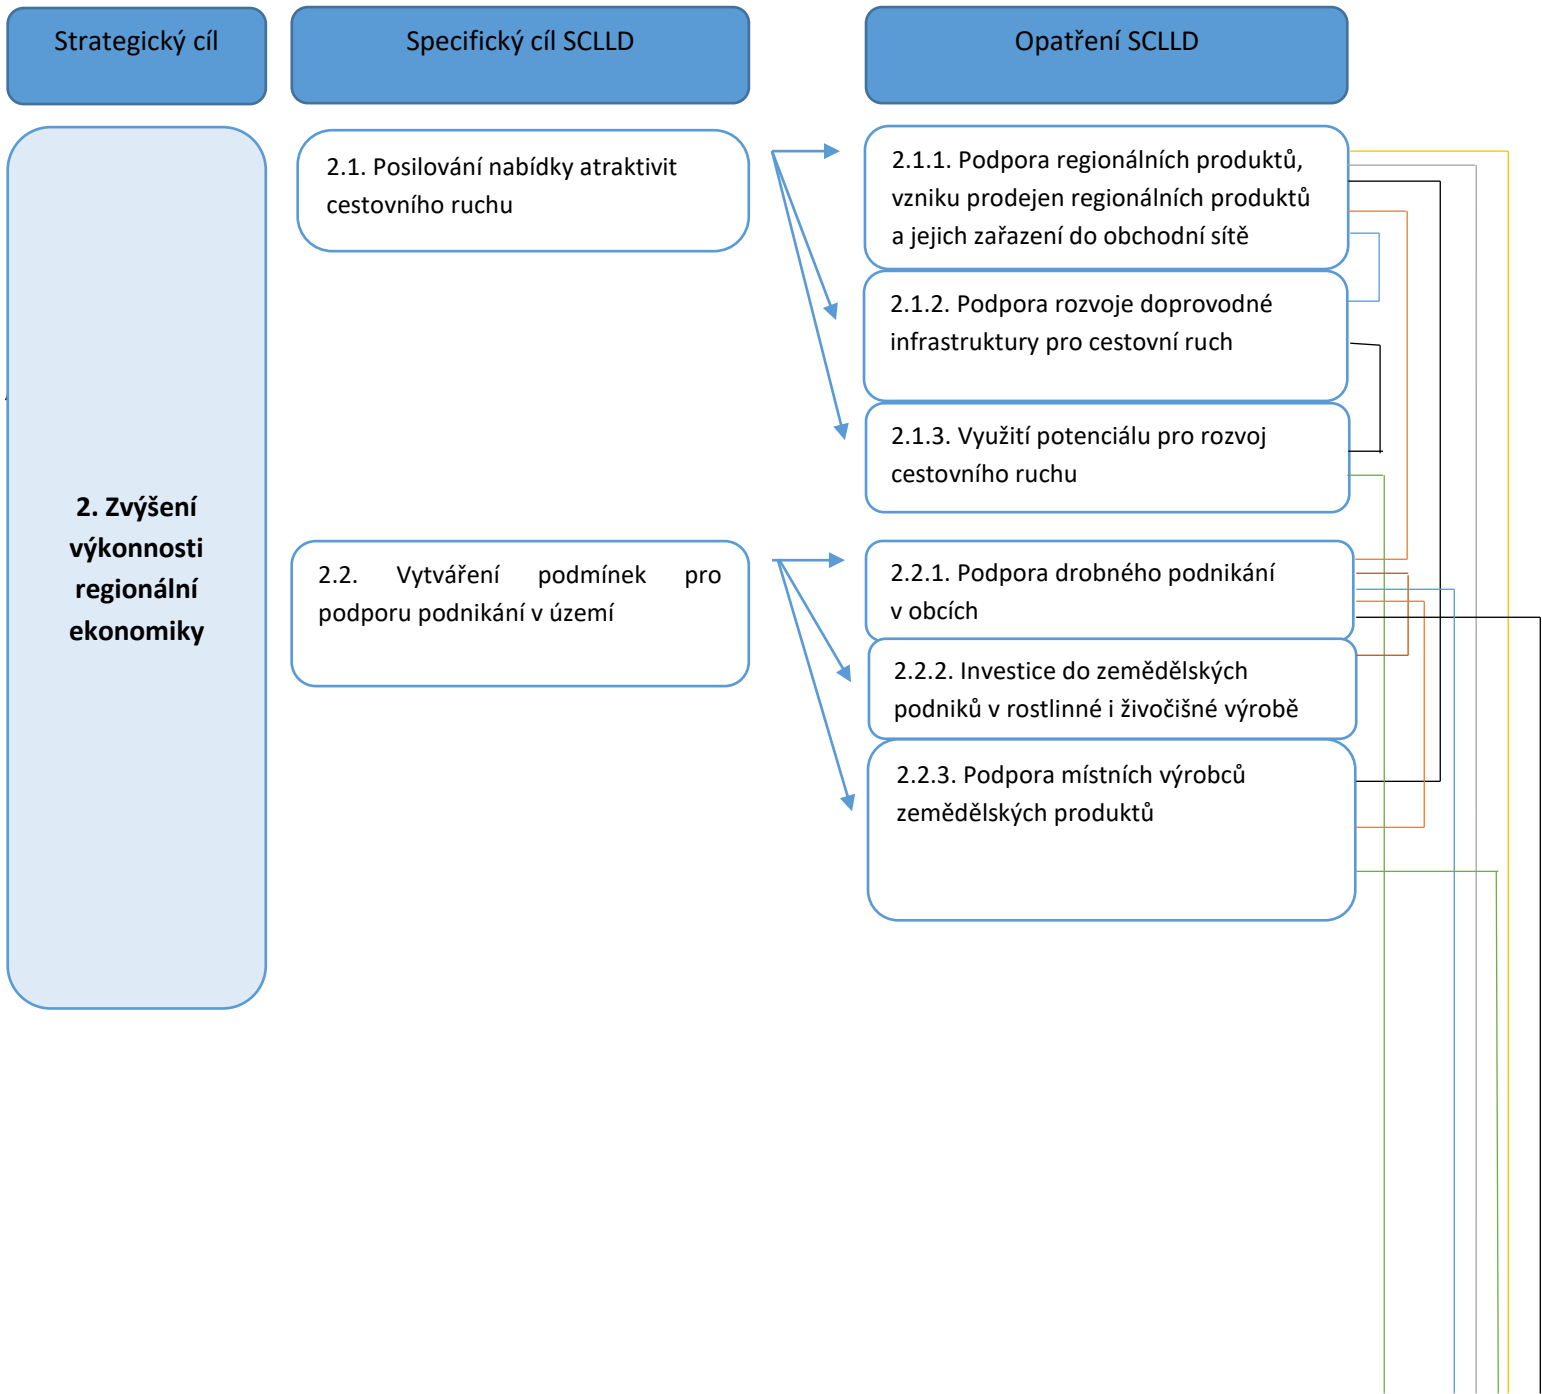 Strategický cíl
Specifický cíl SCLLD
Opatření SCLLD
2. Zvýšení
výkonnosti
regionální
ekonomiky
2.1. Posilování nabídky atraktivit
cestovního ruchu
2.1.1. Podpora regionálních produktů,
vzniku prodejen regionálních produktů
a jejich zařazení do obchodní sítě
2.1.2. Podpora rozvoje doprovodné
infrastruktury pro cestovní ruch
2.1.3. Využití potenciálu pro rozvoj
cestovního ruchu
2.2. Vytváření podmínek pro
podporu podnikání v území
2.2.1. Podpora drobného podnikání
v obcích
2.2.2. Investice do zemědělských
podniků v rostlinné i živočišné výrobě
2.2.3. Podpora místních výrobců
zemědělských produktů